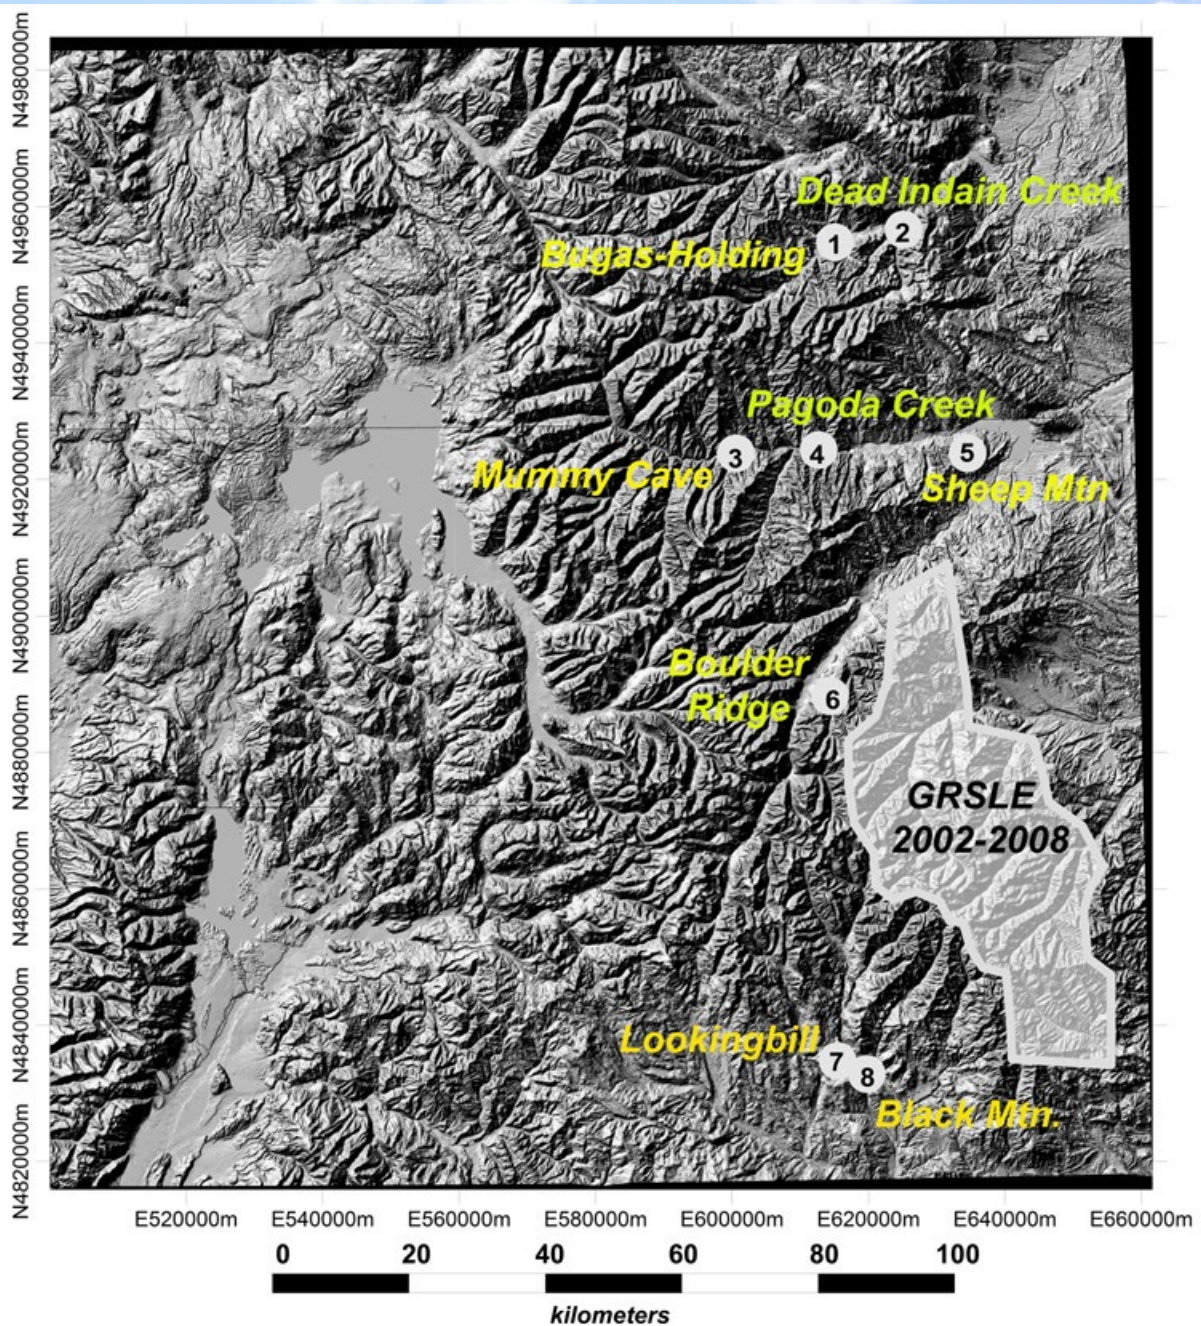 N4980000m
N4960000m
N4940000m
N4920000m
N4900000m
N4880000m
N4860000m
N4840000m
N4820000m
Dead Indain Creek
1
2
Bugas-Holding
Pagoda Creek
3
4
5
Mummy Cave
Sheep Mtn
Boulder
Ridge
6
GRSLE
2002-2008
Lookingbill
7
8
Black Mtn.
E520000m E540000m E560000m E580000m E600000m E620000m E640000m E660000m
0 20 40 60 80 100
kilometers